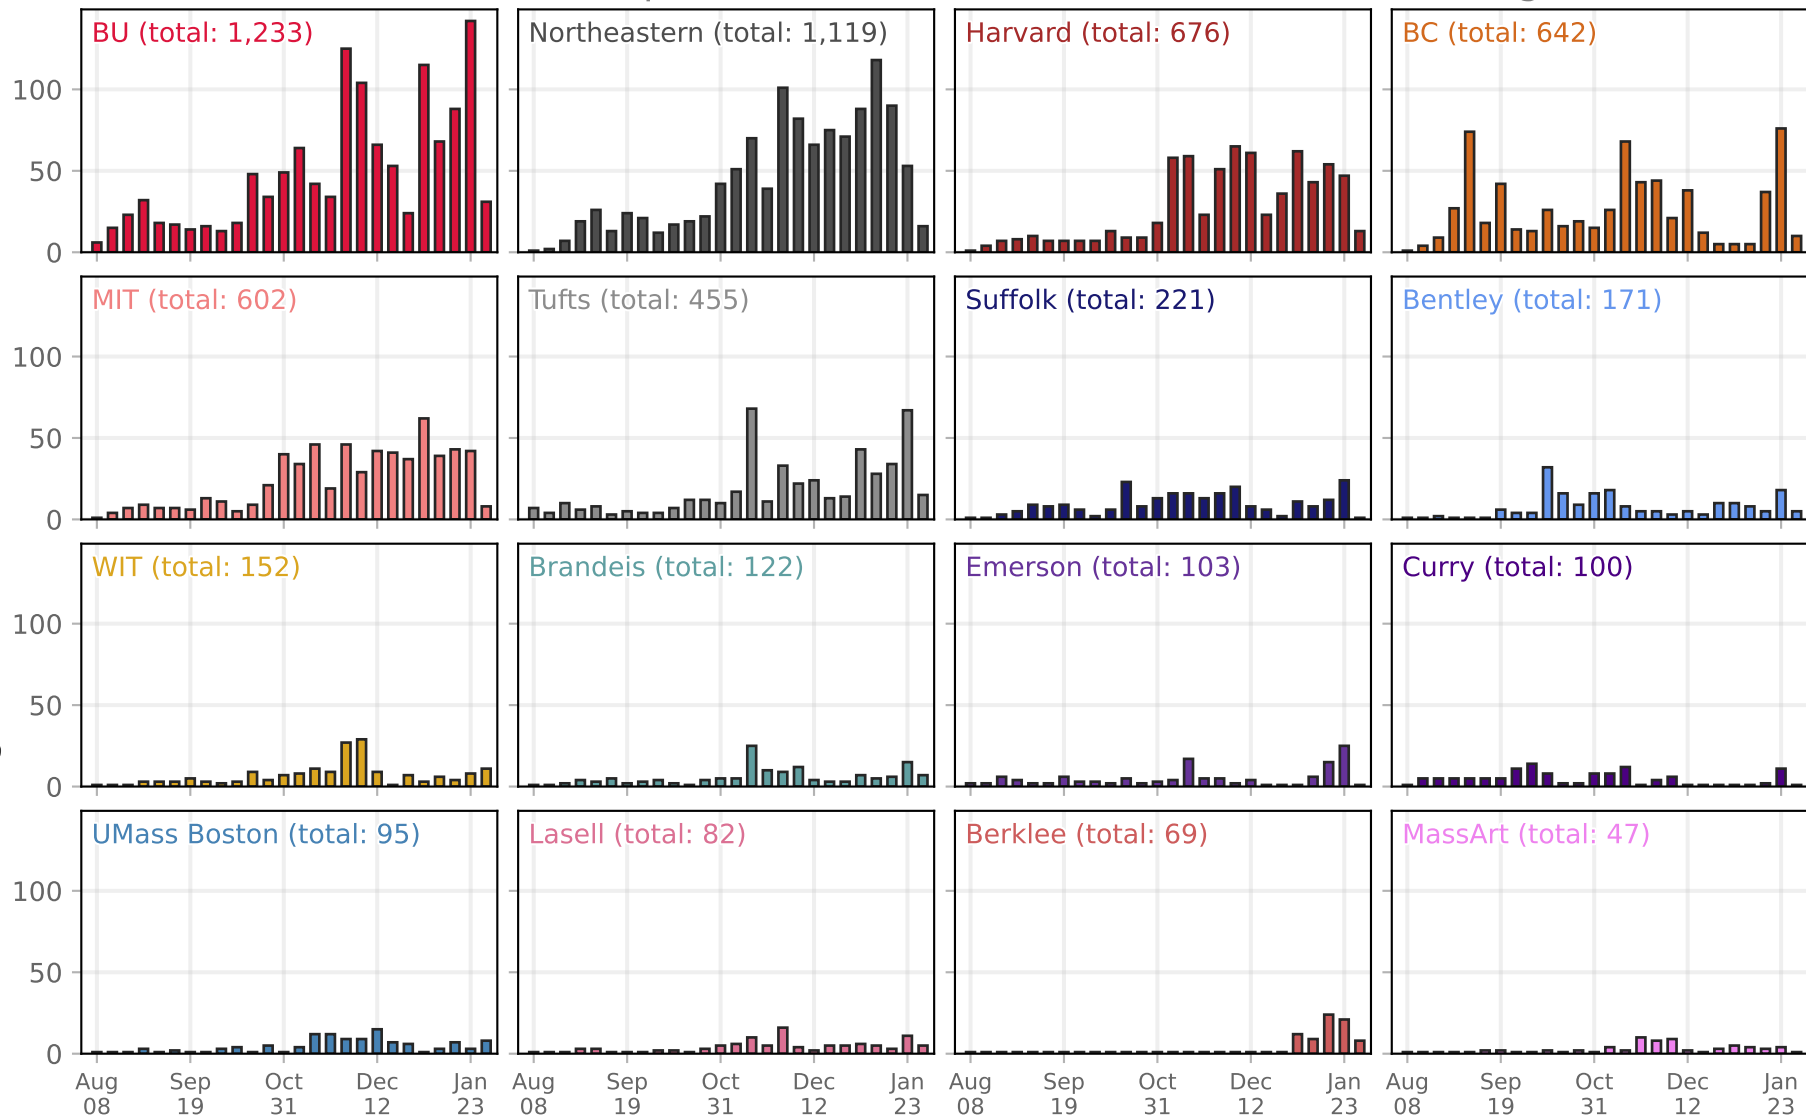 BU (total: 1,233)
Northeastern (total: 1,119)
Harvard (total: 676)
BC (total: 642)
100
50
0
MIT (total: 602)
Tufts (total: 455)
Suffolk (total: 221)
Bentley (total: 171)
100
50
0
WIT (total: 152)
Brandeis (total: 122)
Emerson (total: 103)
Curry (total: 100)
100
50
0
UMass Boston (total: 95)
Lasell (total: 82)
Berklee (total: 69)
MassArt (total: 47)
100
50
0
Aug 08
Sep 19
Oct 31
Dec 12
Jan 23
Aug 08
Sep 19
Oct 31
Dec 12
Jan 23
Aug 08
Sep 19
Oct 31
Dec 12
Jan 23
Aug 08
Sep 19
Oct 31
Dec 12
Jan 23